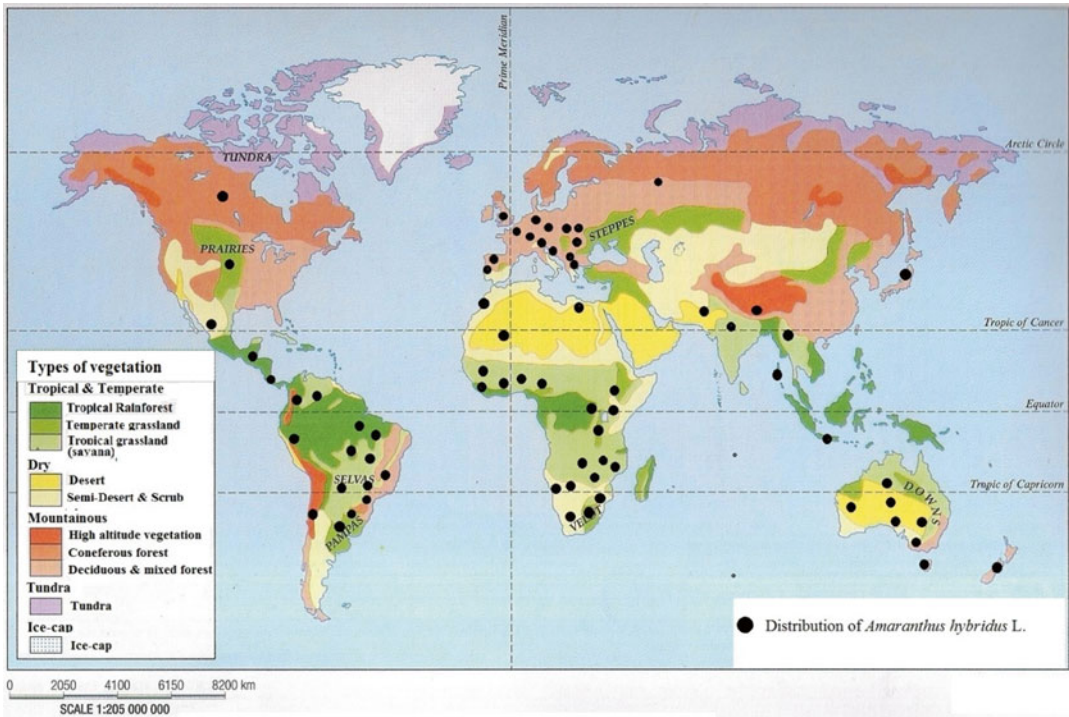 Prime Meridian
Arctic Circle
TUNDRA
PRAIRIES
STEPPES
Tropic of Cancer
Equator
SELVAS
Tropic of Capricorn
DOWNS
VELDT
PAMPAS
Types of vegetation
Tropical & Temperate
Tropical Rainforest
Temperate grassland
Tropical grassland
(savana)
Dry
Desert
Semi-Desert & Scrub
Mountainous
High altitude vegetation
Coneferous forest
Deciduous & mixed forest
Tundra
Tundra
Ice-cap
Ice-cap
Distribution of Amaranthus hybridus L.
0 2050 4100 6150 8200 km
SCALE 1:205 000 000